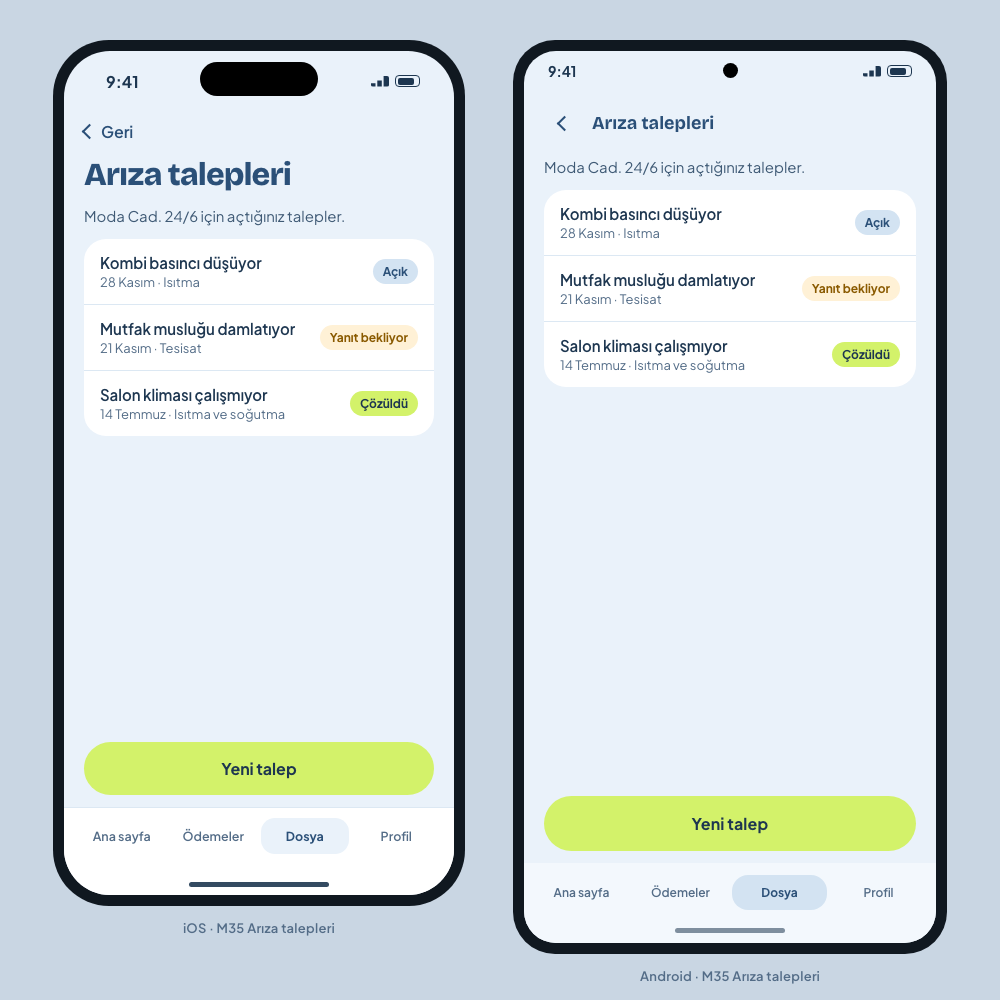 9:41
Geri
Arıza talepleri
Moda Cad. 24/6 için açtığınız talepler.
Kombi basıncı düşüyor
28 Kasım · Isıtma
Açık
Mutfak musluğu damlatıyor
21 Kasım · Tesisat
Yanıt bekliyor
Salon kliması çalışmıyor
14 Temmuz · Isıtma ve soğutma
Çözüldü
Yeni talep
Ana sayfa
Ödemeler
Dosya
Profil
iOS · M35 Arıza talepleri
9:41
Arıza talepleri
Moda Cad. 24/6 için açtığınız talepler.
Kombi basıncı düşüyor
28 Kasım · Isıtma
Açık
Mutfak musluğu damlatıyor
21 Kasım · Tesisat
Yanıt bekliyor
Salon kliması çalışmıyor
14 Temmuz · Isıtma ve soğutma
Çözüldü
Yeni talep
Ana sayfa
Ödemeler
Dosya
Profil
Android · M35 Arıza talepleri